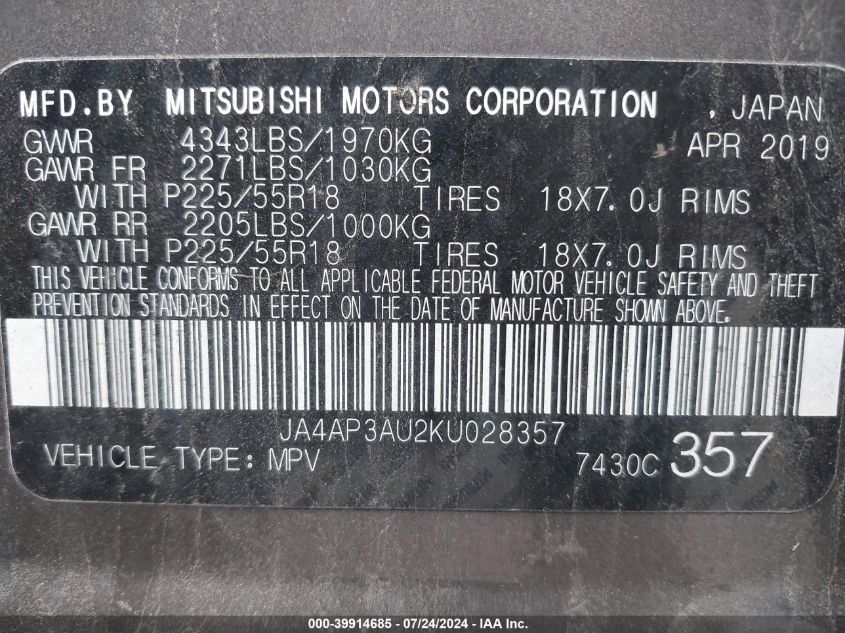 MFD.BY MITSUBISHI MOTORS CORPORATION , JAPAN
GVWR 4343LBS/1970KG APR 2019
GAWR FR 2271LBS/1030KG
WITH P225/55R18 TIRES 18X7.0J RIMS
GAWR RR 2205LBS/1000KG
WITH P225/55R18 TIRES 18X7.0J RIMS
THIS VEHICLE CONFORMS TO ALL APPLICABLE FEDERAL MOTOR VEHICLE SAFETY AND THEFT
PREVENTION STANDARDS IN EFFECT ON THE DATE OF MANUFACTURE SHOWN ABOVE.
JA4AP3AU2KU028357
VEHICLE TYPE: MPV 7430C 357
000-39914685 / 07/24/2024 - © IAA Inc.